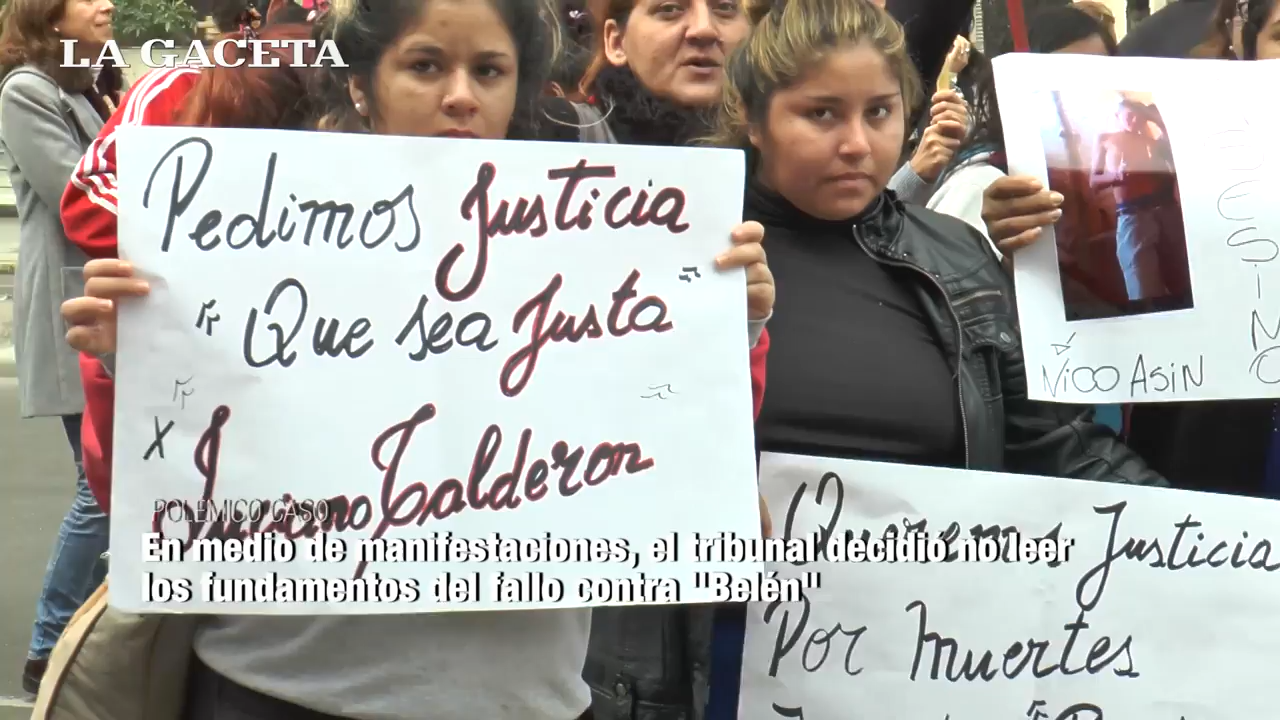 LA GACETA
Pedimos Justicia
"Que sea Justa"
X
Calderon
NICO ASIN
ESINO
Queremos Justicia
Por Muertes
POLÉMICO CASO
En medio de manifestaciones, el tribunal decidió no leer
los fundamentos del fallo contra "Belén"